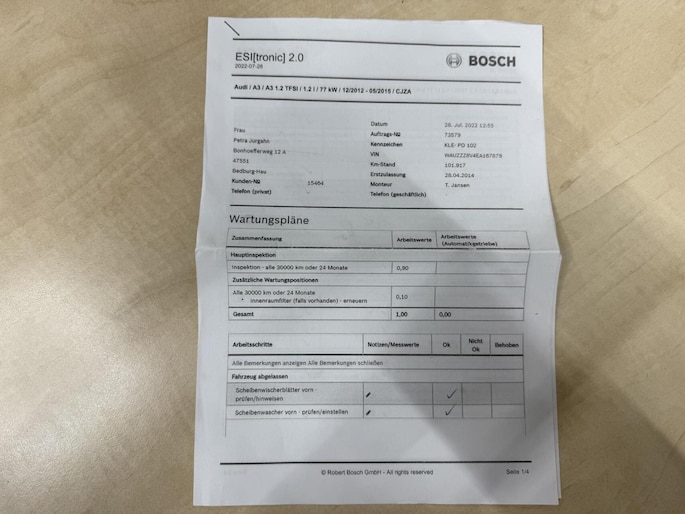 ESI[tronic] 2.0
2022-07-28
BOSCH
Audi / A3 / A3 1.2 TFSI / 1.2 l / 77 kW / 12/2012 - 05/2015 / CJZA
Frau
Petra Jürgahn
Bonhoefferweg 12 A
47551
Bedburg-Hau
Kunden-№ 15464
Telefon (privat) -
Datum 28. Jul. 2022 12:55
Auftrags-№ 73579
Kennzeichen KLE- PD 102
VIN
Km-Stand 101.917
Erstzulassung 28.04.2014
Monteur T. Jansen
Telefon (geschäftlich) -
Wartungspläne
Zusammenfassung Arbeitswerte Arbeitswerte (Automatikgetriebe)
Hauptinspektion
Inspektion - alle 30000 km oder 24 Monate 0,90
Zusätzliche Wartungspositionen
Alle 30000 km oder 24 Monate
• Innenraumfilter (falls vorhanden) - erneuern 0,10
Gesamt 1,00 0,00
Arbeitsschritte Notizen/Messwerte Ok Nicht Ok Behoben
Alle Bemerkungen anzeigen Alle Bemerkungen schließen
Fahrzeug abgelassen
Scheibenwischerblätter vorn -
prüfen/hinweisen
Scheibenwascher vorn - prüfen/einstellen
© Robert Bosch GmbH - All rights reserved
Seite 1/4